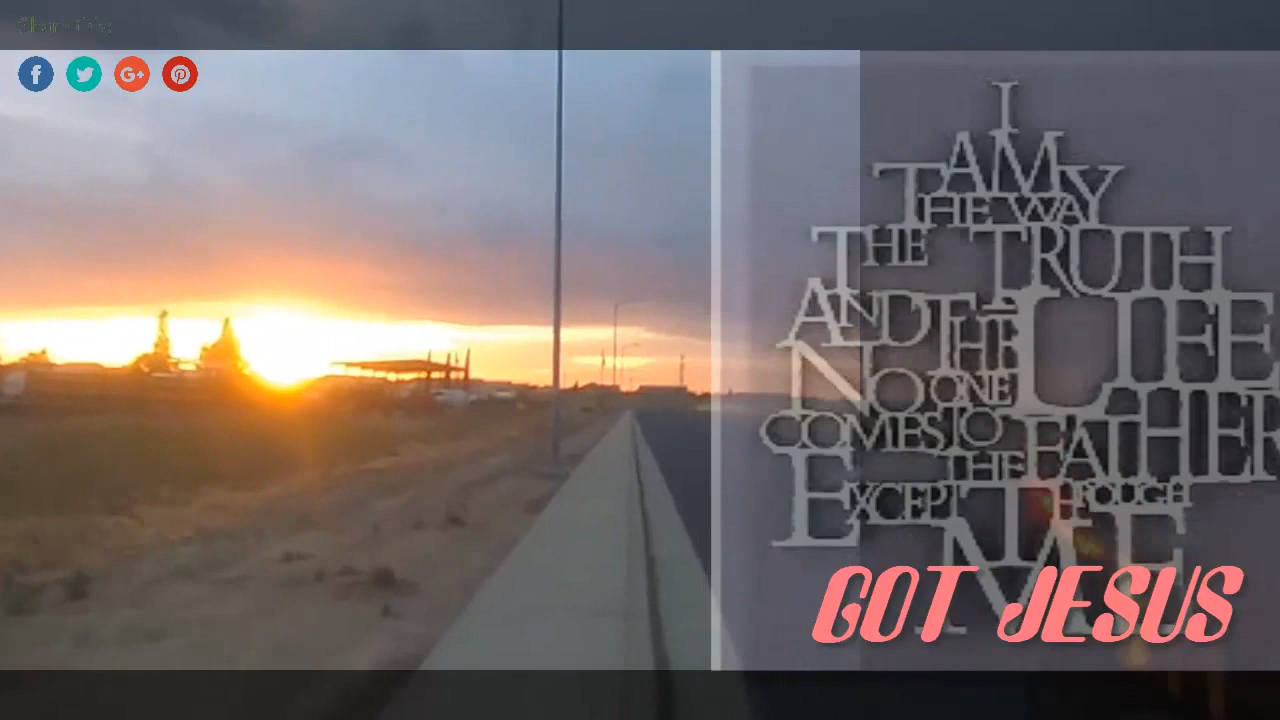 I
AM
THE WAY
THE TRUTH
AND THE LIFE
NO ONE
COMES TO
THE FATHER
EXCEPT THROUGH
ME
GOT JESUS